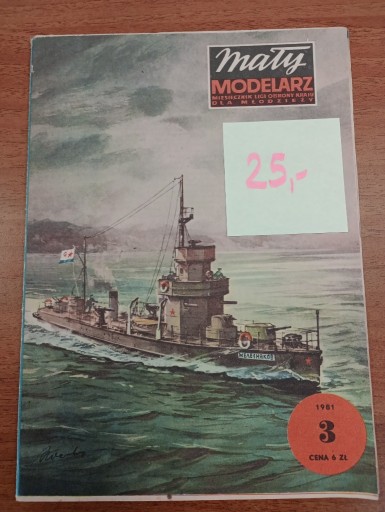 Mały
MODELARZ
MIESIĘCZNIK LIGI OBRONY KRAJU
DLA MŁODZIEŻY
25,-
1981
3
CENA 6 ZŁ